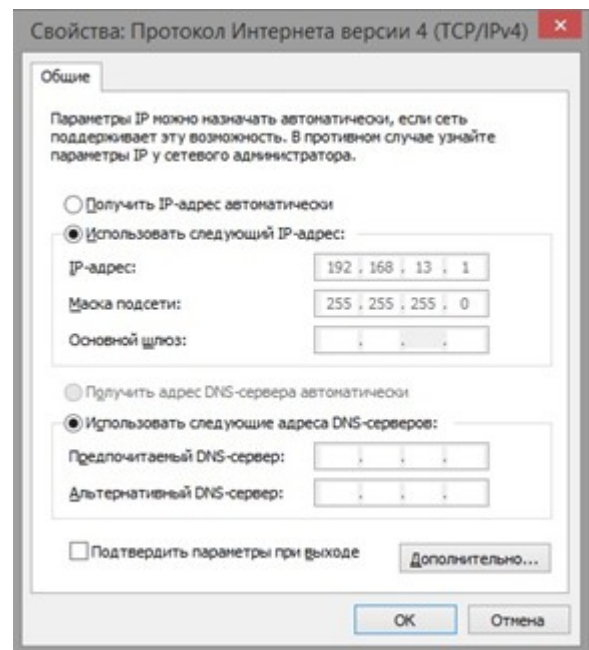 Свойства: Протокол Интернета версии 4 (TCP/IPv4)
Общие
Параметры IP можно назначать автоматически, если сеть
поддерживает эту возможность. В противном случае узнайте
параметры IP у сетевого администратора.
Получить IP-адрес автоматически
Использовать следующий IP-адрес:
IP-адрес: 192 . 168 . 13 . 1
Маска подсети: 255 . 255 . 255 . 0
Основной шлюз: . . .
Получить адрес DNS-сервера автоматически
Использовать следующие адреса DNS-серверов:
Предпочитаемый DNS-сервер: . . .
Альтернативный DNS-сервер: . . .
Подтвердить параметры при выходе
Дополнительно...
OK Отмена